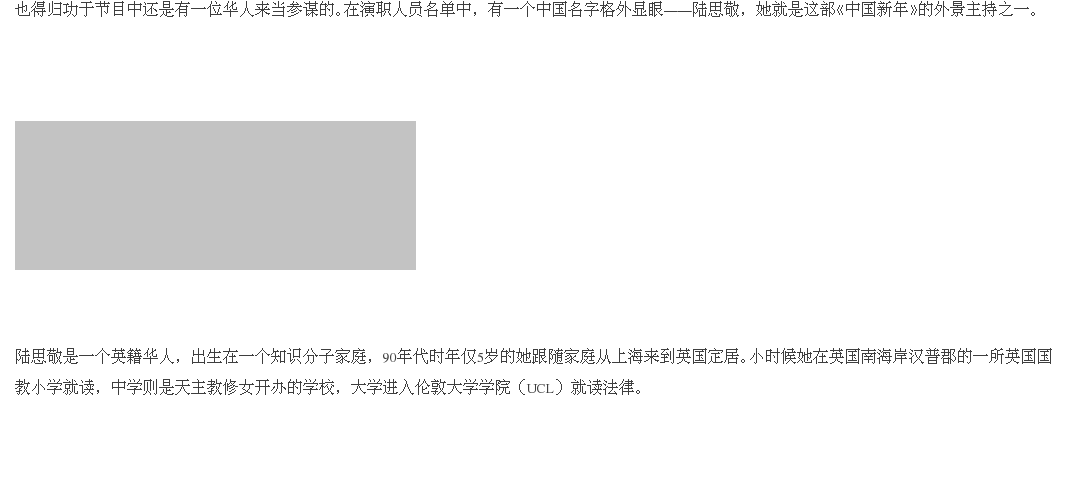 也得归功于节目中还是有一位华人来当参谋的。在演职人员名单中，有一个中国名字格外显眼——陆思敬，她就是这部《中国新年》的外景主持之一。
陆思敬是一个英籍华人，出生在一个知识分子家庭，90年代时年仅5岁的她跟随家庭从上海来到英国定居。小时候她在英国南海岸汉普郡的一所英国国
教小学就读，中学则是天主教修女开办的学校，大学进入伦敦大学学院（UCL）就读法律。